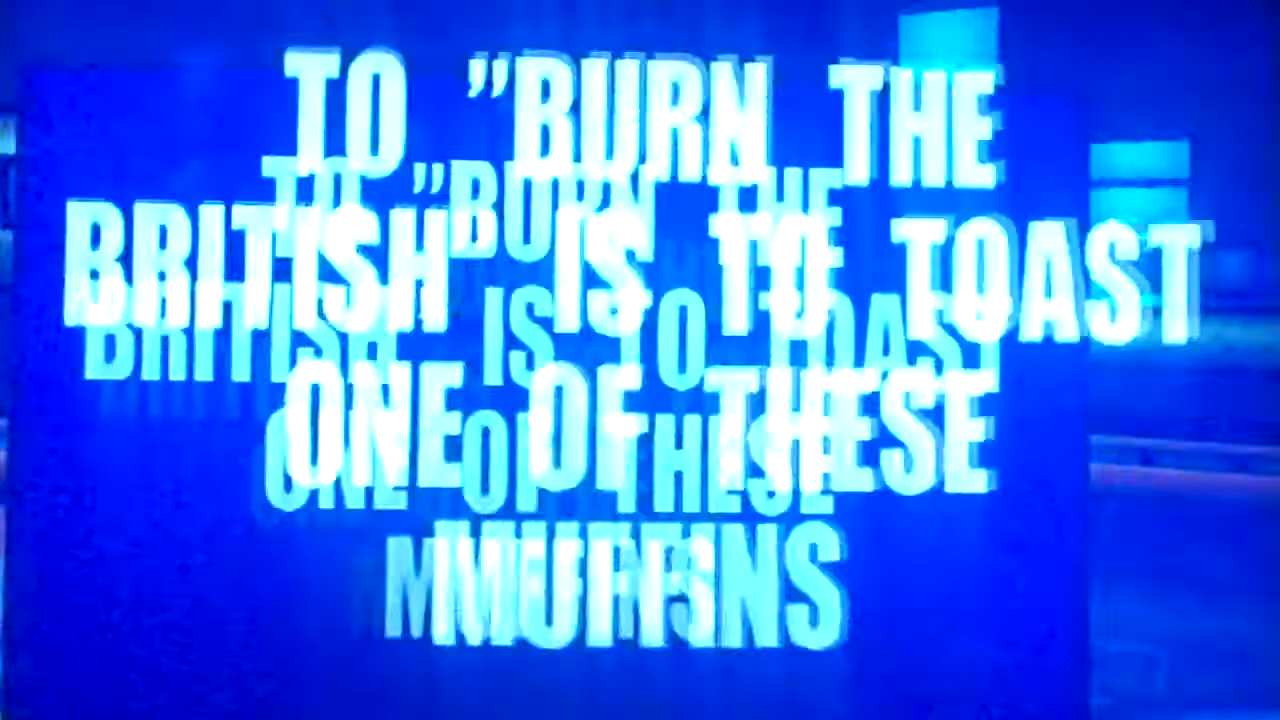 TO "BURN THE
BRITISH" IS TO TOAST
ONE OF THESE
MUFFINS